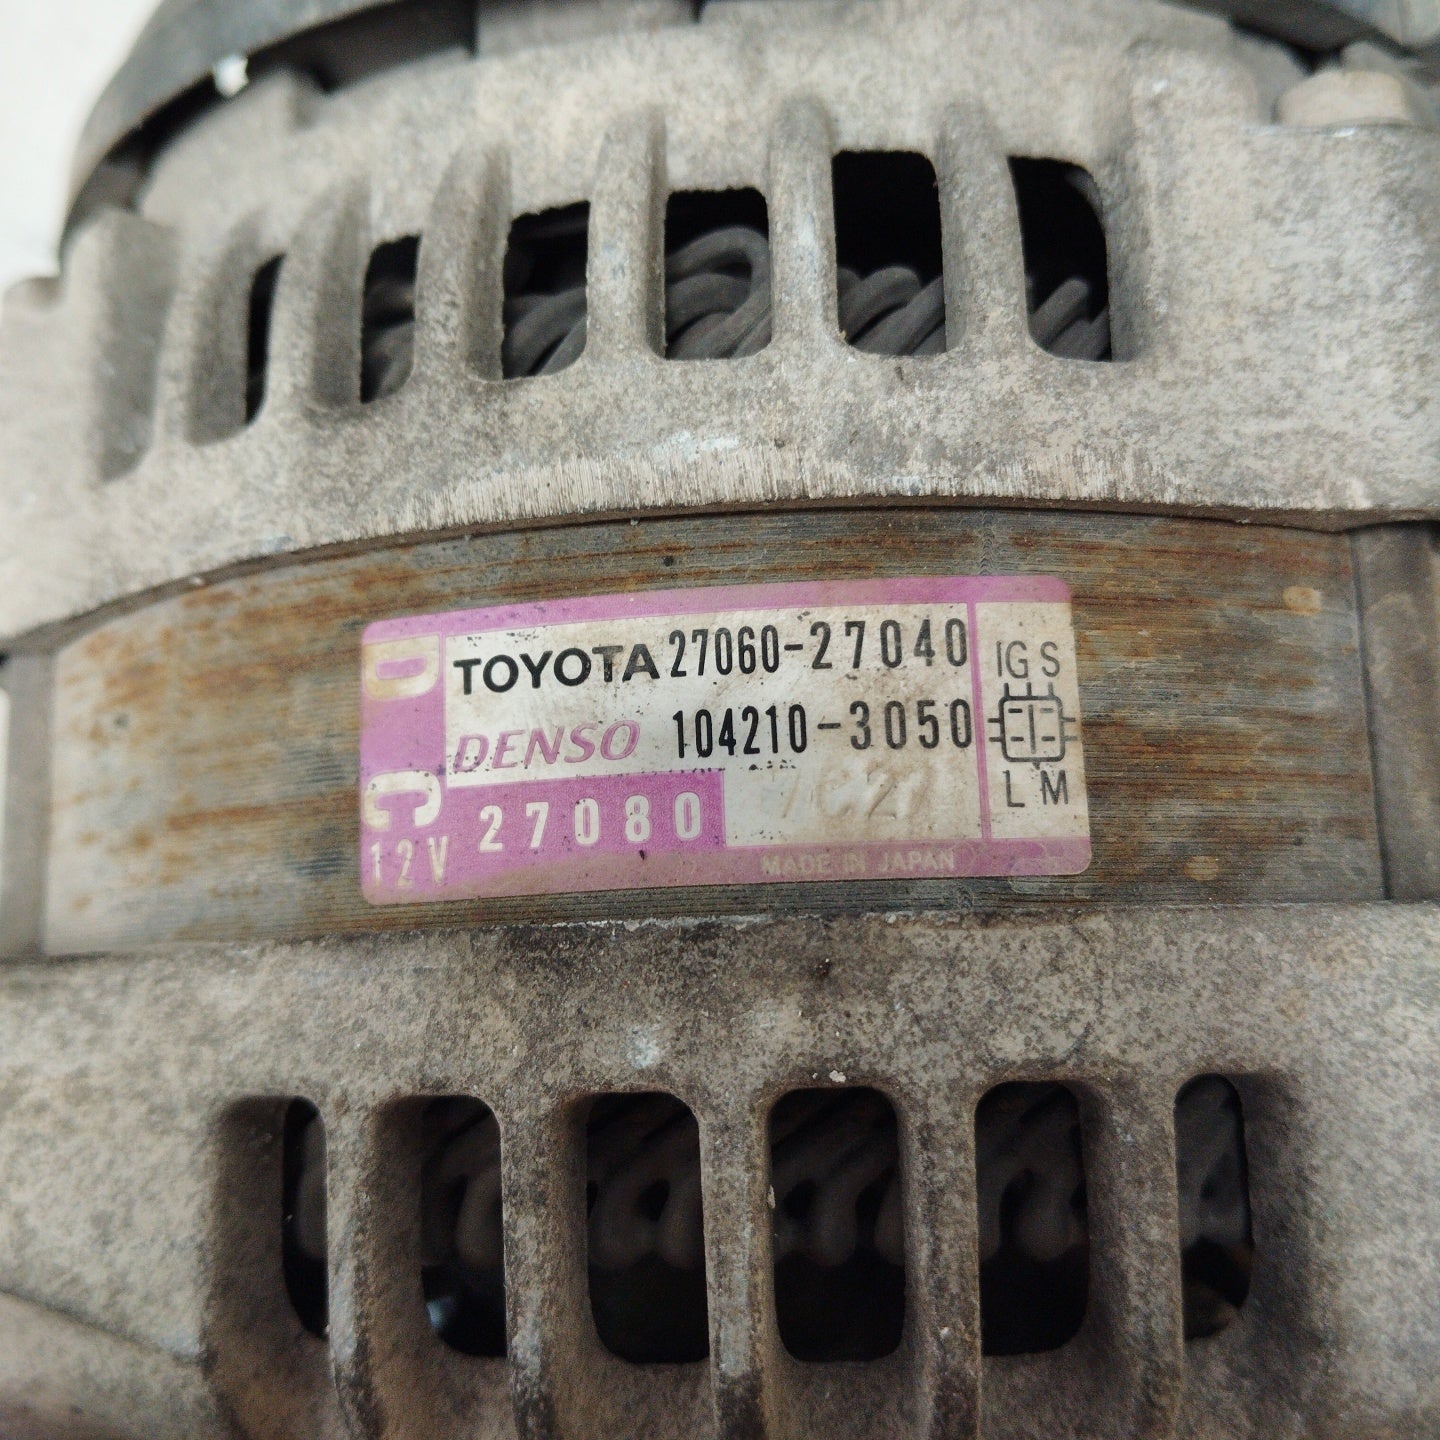 D
C
12V
TOYOTA 27060-27040
DENSO 104210-3050
27080
MADE IN JAPAN
IG S
L M